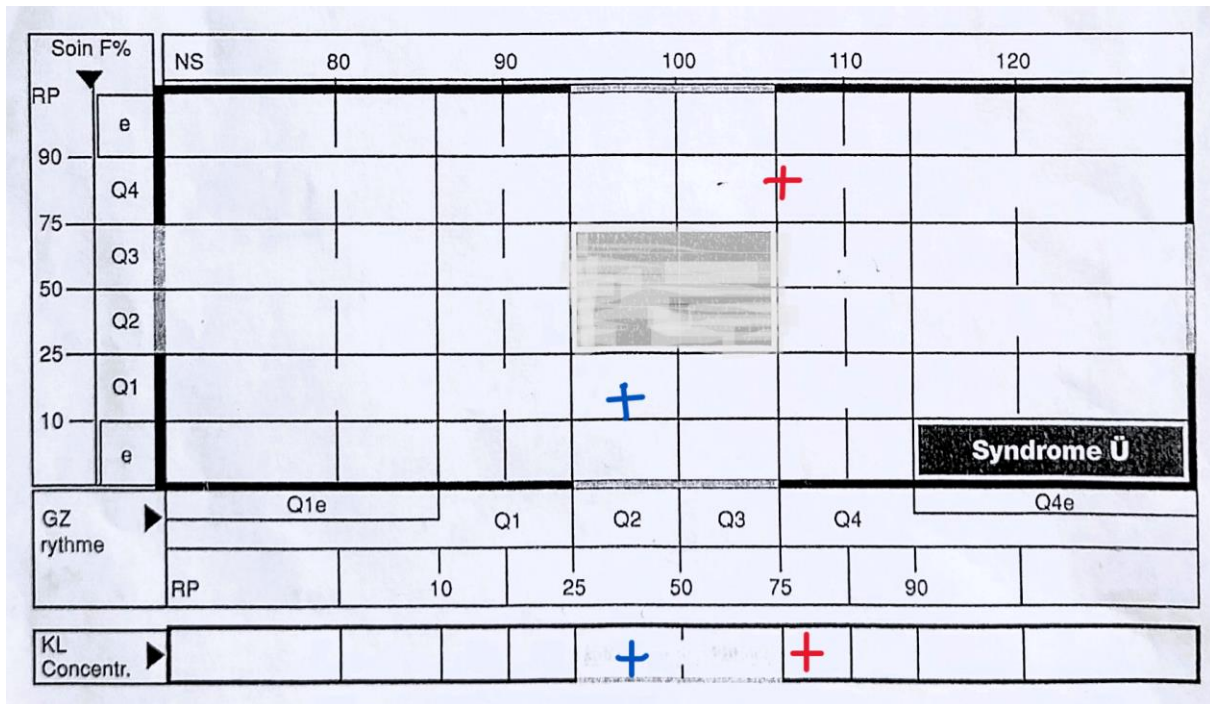 Soin F%
NS 80 90 100 110 120
RP
e
90
Q4
75
Q3
50
Q2
25
Q1
10
e
Syndrome Ü
Q1e Q4e
GZ Q1 Q2 Q3 Q4
rythme
RP 10 25 50 75 90
KL
Concentr.